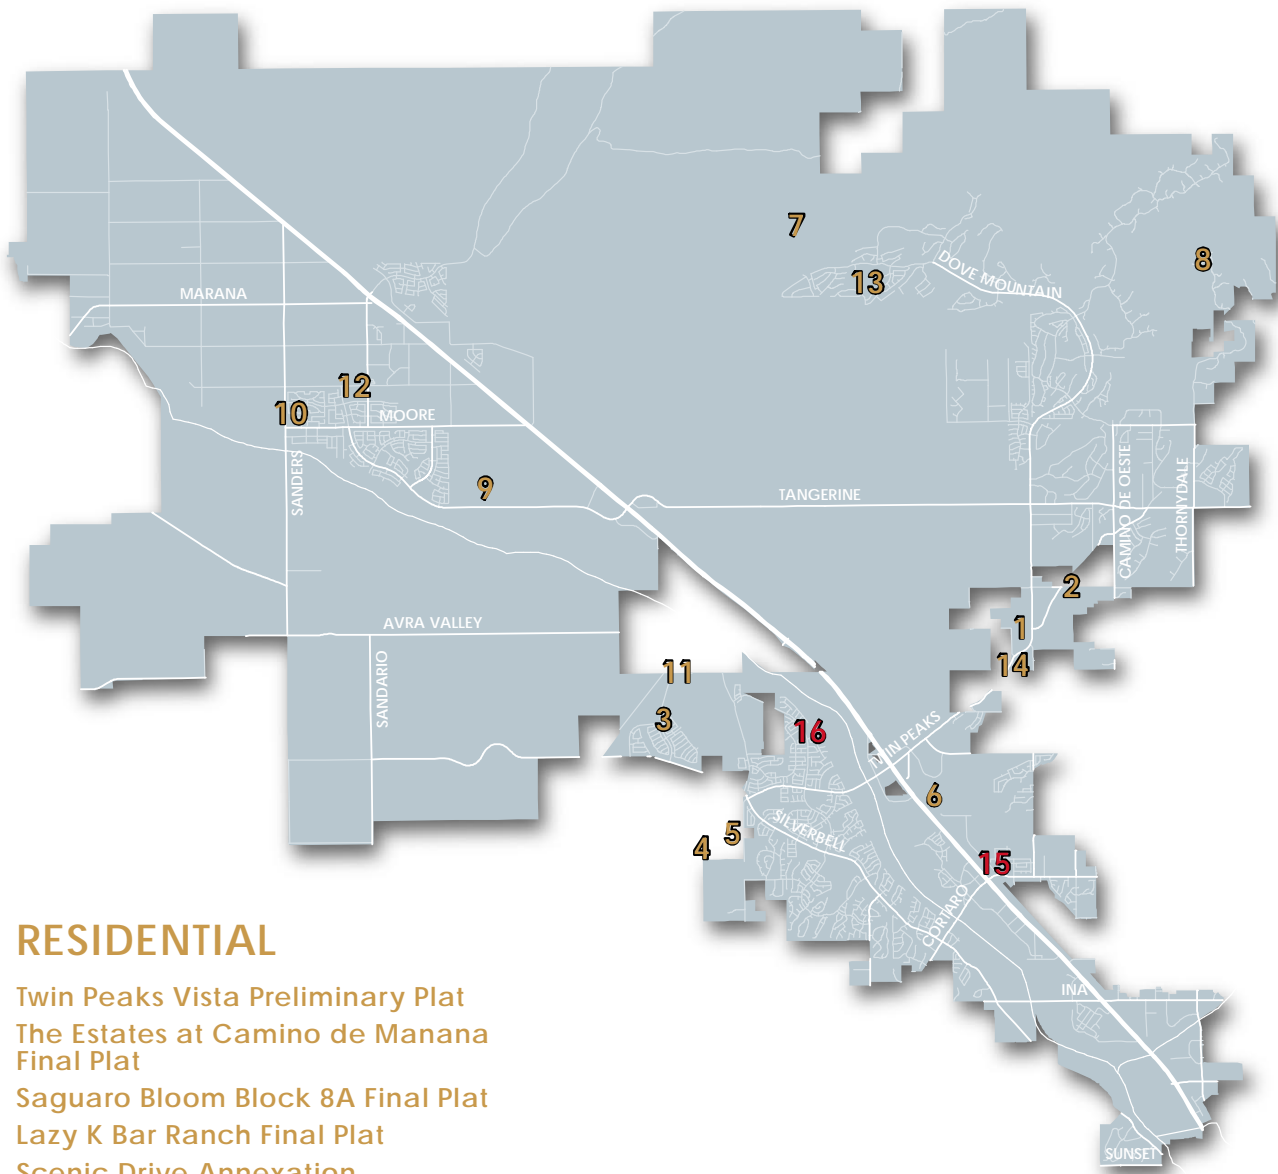 7
8
13
DOVE MOUNTAIN
MARANA
12
10
MOORE
SANDERS
9
TANGERINE
CAMINO DE OESTE
THORNYDALE
2
1
AVRA VALLEY
14
11
SANDARIO
3
16
TWIN PEAKS
6
5
4
SILVERBELL
15
CORTARO
INA
SUNSET
RESIDENTIAL
Twin Peaks Vista Preliminary Plat
The Estates at Camino de Manana
Final Plat
Saguaro Bloom Block 8A Final Plat
Lazy K Bar Ranch Final Plat
Scenic Drive Annexation